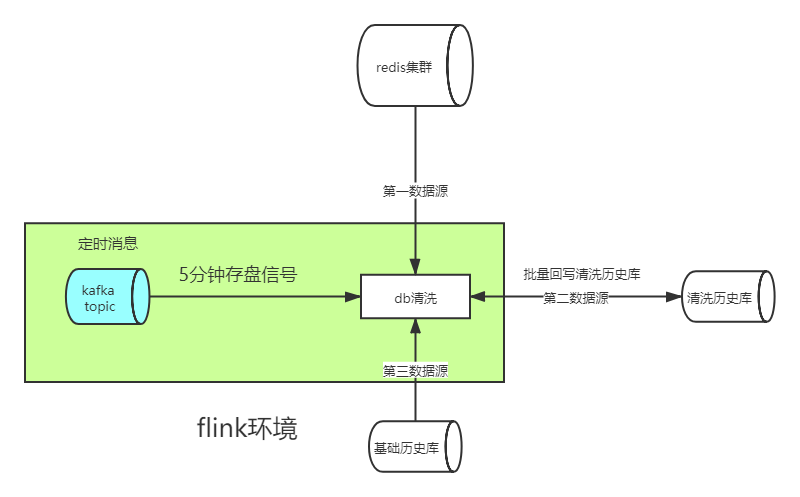 redis集群
第一数据源
定时消息
5分钟存盘信号
kafka
topic
db清洗
批量回写清洗历史库
第二数据源
清洗历史库
第三数据源
flink环境
基础历史库